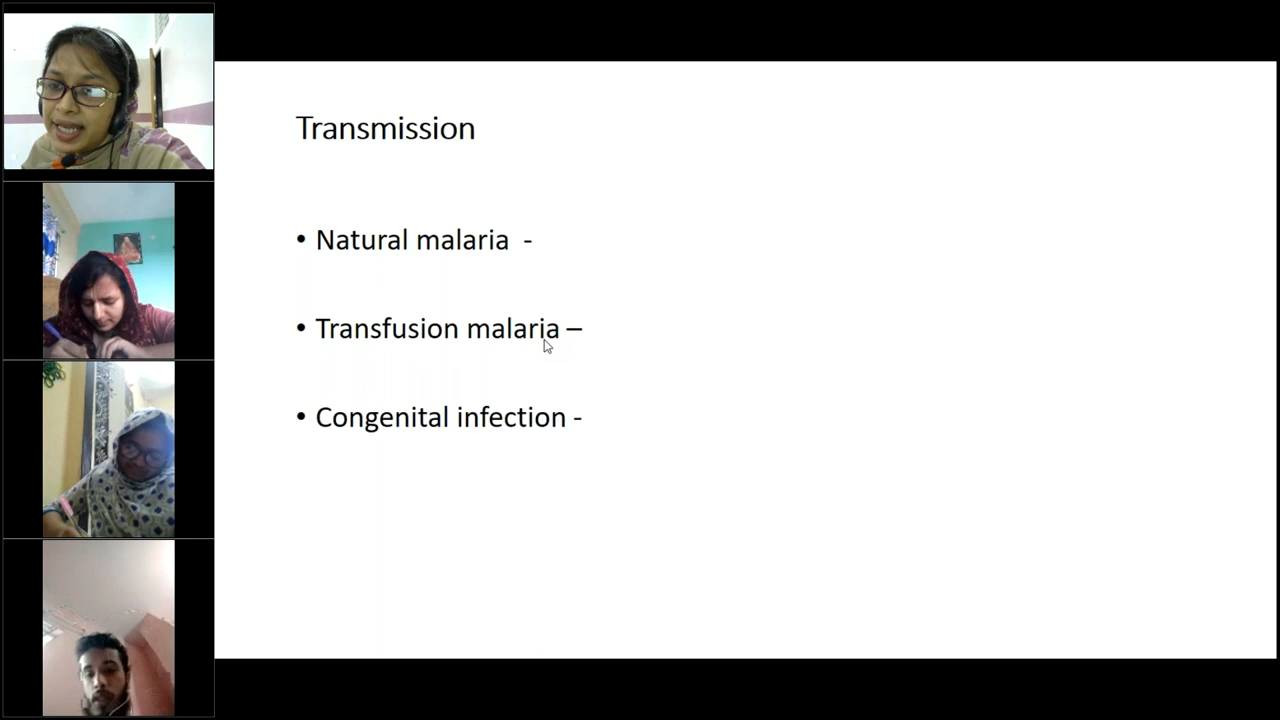 Transmission
• Natural malaria -
• Transfusion malaria –
• Congenital infection -